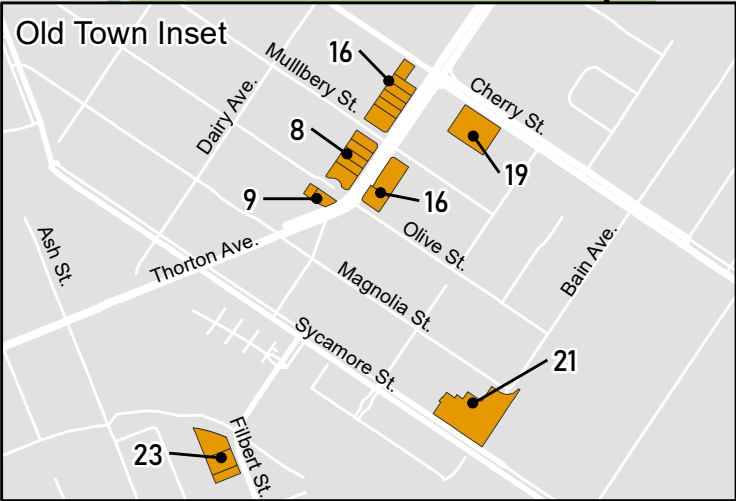 Old Town Inset
16
Mulllbery St.
Cherry St.
Dairy Ave.
8
19
9
16
Olive St.
Ash St.
Thorton Ave.
Bain Ave.
Magnolia St.
Sycamore St.
21
Filbert St.
23